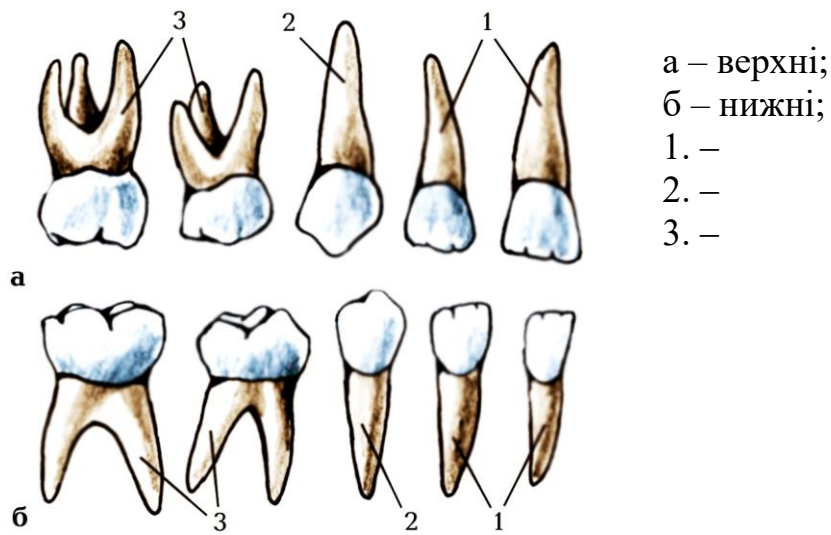 3 2 1
а – верхні;
б – нижні;
1. –
2. –
3. –
а
б
3 2 1